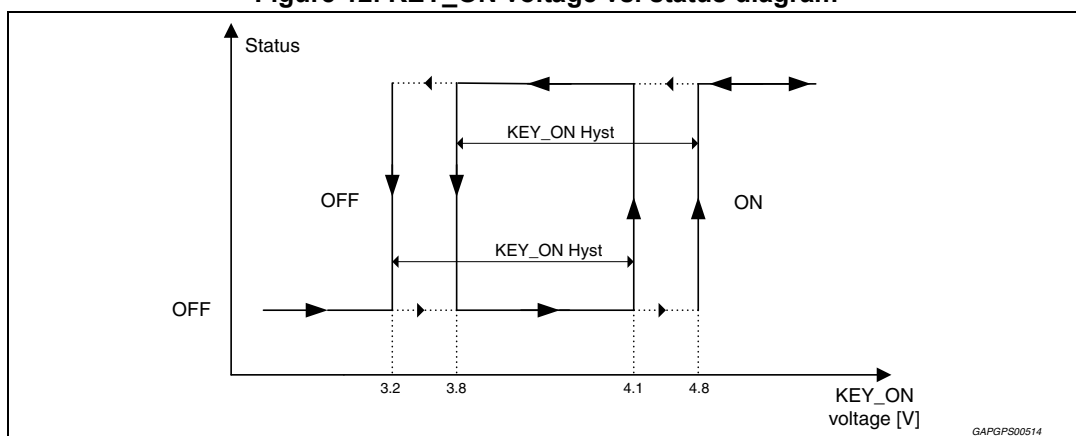 Figure 12. KEY_ON voltage vs. status diagram
Status
KEY_ON Hyst
OFF
ON
KEY_ON Hyst
OFF
3.2
3.8
4.1
4.8
KEY_ON
voltage [V]
GAPGPS00514